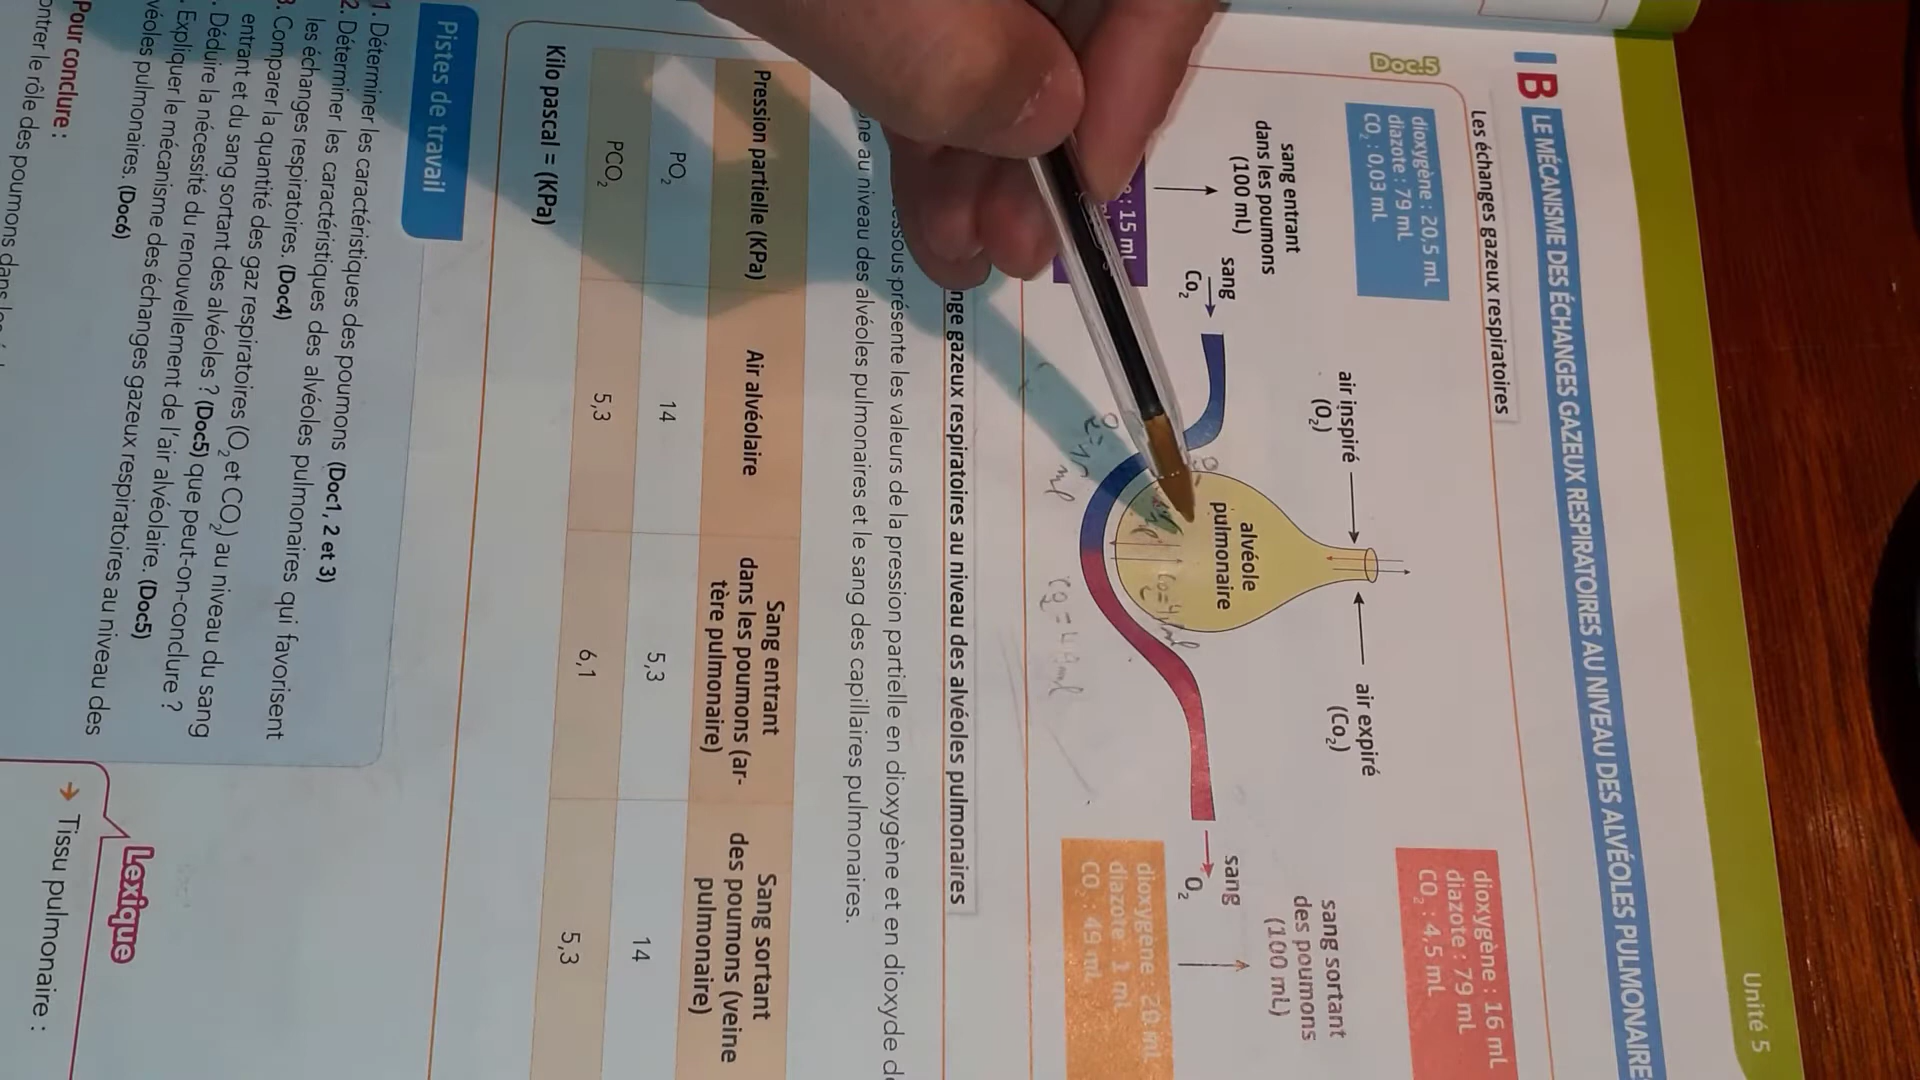 Unité 5
B LE MÉCANISME DES ÉCHANGES GAZEUX RESPIRATOIRES AU NIVEAU DES ALVÉOLES PULMONAIRE
Doc.5
Les échanges gazeux respiratoires
dioxygène : 20,5 mL
diazote : 79 mL
CO₂ : 0,03 mL
air inspiré
(O₂)
air expiré
(Co₂)
dioxygène : 16 mL
diazote : 79 mL
CO₂ : 4,5 mL
sang entrant
dans les poumons
(100 mL)
sang
Co₂
alvéole
pulmonaire
sang
O₂
sang sortant
des poumons
(100 mL)
: 15 mL
dioxygène : 20 mL
diazote : 1 mL
CO₂ : 49 mL
nge gazeux respiratoires au niveau des alvéoles pulmonaires
essous présente les valeurs de la pression partielle en dioxygène et en dioxyde d
one au niveau des alvéoles pulmonaires et le sang des capillaires pulmonaires.
Pression partielle (KPa)
Air alvéolaire
Sang entrant
dans les poumons (ar-
tère pulmonaire)
Sang sortant
des poumons (veine
pulmonaire)
PO₂ 14 5,3 14
PCO₂ 5,3 6,1 5,3
Kilo pascal = (KPa)
Pistes de travail
1. Déterminer les caractéristiques des poumons (Doc1, 2 et 3)
2. Déterminer les caractéristiques des alvéoles pulmonaires qui favorisent
les échanges respiratoires. (Doc4)
3. Comparer la quantité des gaz respiratoires (O₂ et CO₂) au niveau du sang
entrant et du sang sortant des alvéoles ? (Doc5) que peut-on-conclure ?
. Déduire la nécessité du renouvellement de l'air alvéolaire. (Doc5)
. Expliquer le mécanisme des échanges gazeux respiratoires au niveau des
véoles pulmonaires. (Doc6)
Pour conclure :
ontrer le rôle des poumons dans les
Lexique
→ Tissu pulmonaire :